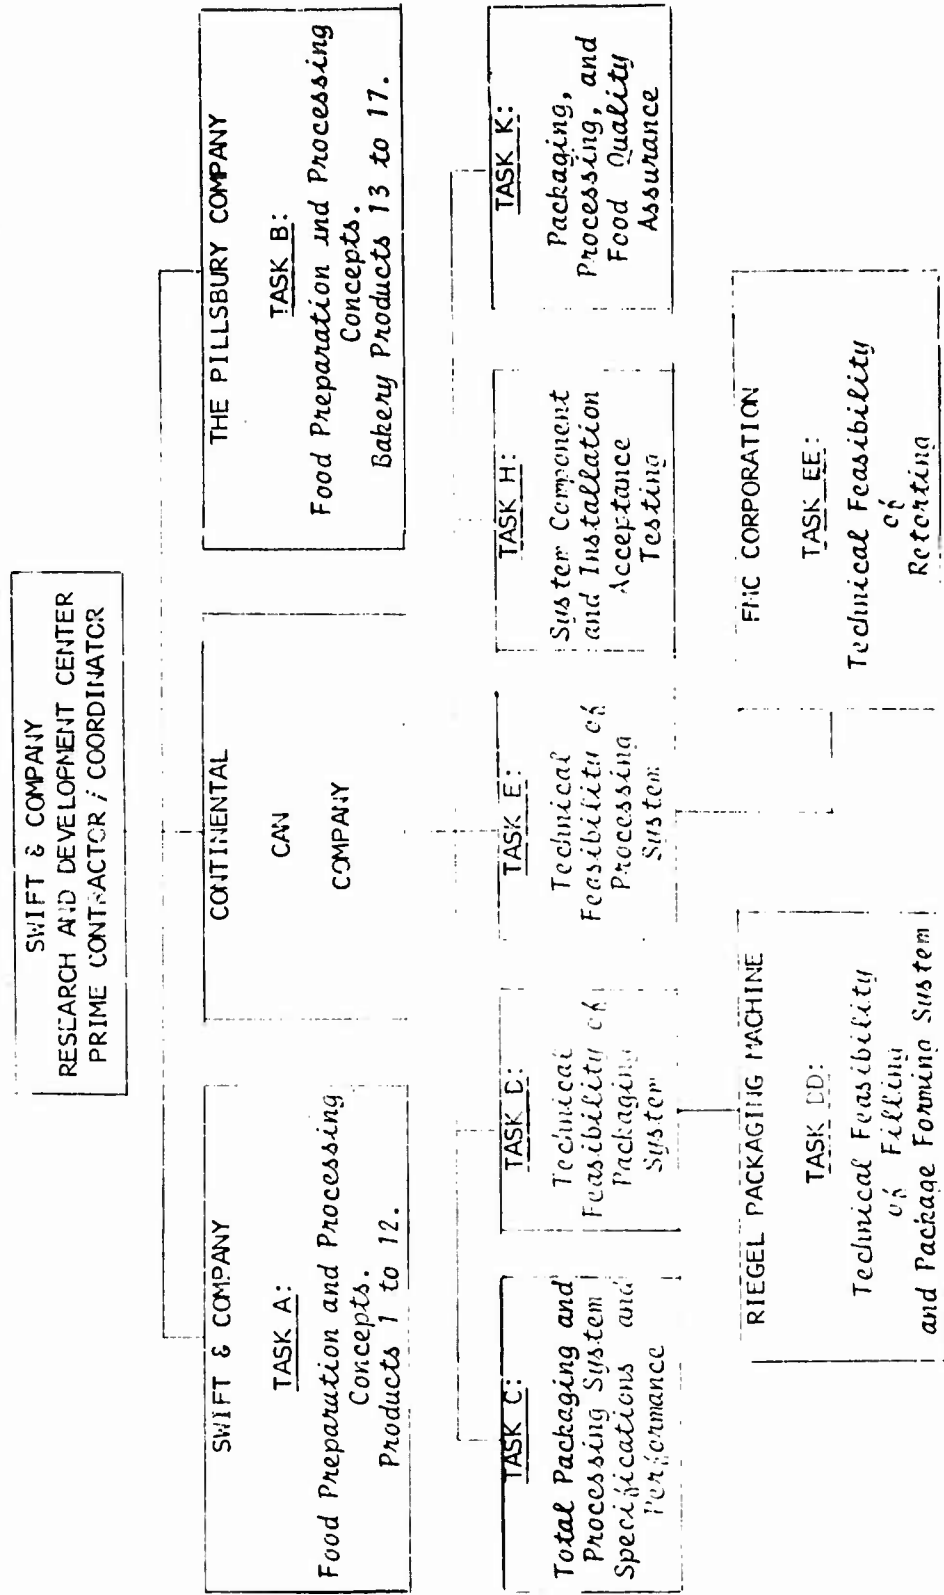 SWIFT & COMPANY
RESEARCH AND DEVELOPMENT CENTER
PRIME CONTRACTOR / COORDINATOR
SWIFT & COMPANY
TASK A:
Food Preparation and Processing
Concepts.
Products 1 to 12.
CONTINENTAL
CAN
COMPANY
THE PILLSBURY COMPANY
TASK B:
Food Preparation and Processing
Concepts.
Bakery Products 13 to 17.
TASK C:
Total Packaging and
Processing System
Specifications and
Performance
TASK D:
Technical
Feasibility of
Packaging
System
TASK E:
Technical
Feasibility of
Processing
System
TASK H:
System Component
and Installation
Acceptance
Testing
TASK K:
Packaging,
Processing, and
Food Quality
Assurance
RIEGEL PACKAGING MACHINE
TASK DD:
Technical Feasibility
of Filling
and Package Forming System
FMC CORPORATION
TASK EE:
Technical Feasibility
of
Retorting